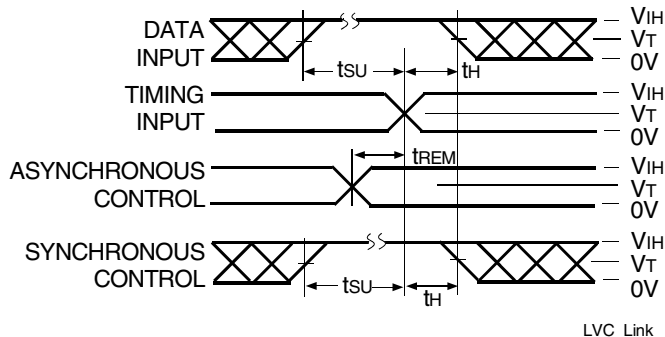 DATA
INPUT
tSU
tH
VIH
VT
0V
TIMING
INPUT
VIH
VT
0V
ASYNCHRONOUS
CONTROL
tREM
VIH
VT
0V
SYNCHRONOUS
CONTROL
tSU
tH
VIH
VT
0V
LVC Link